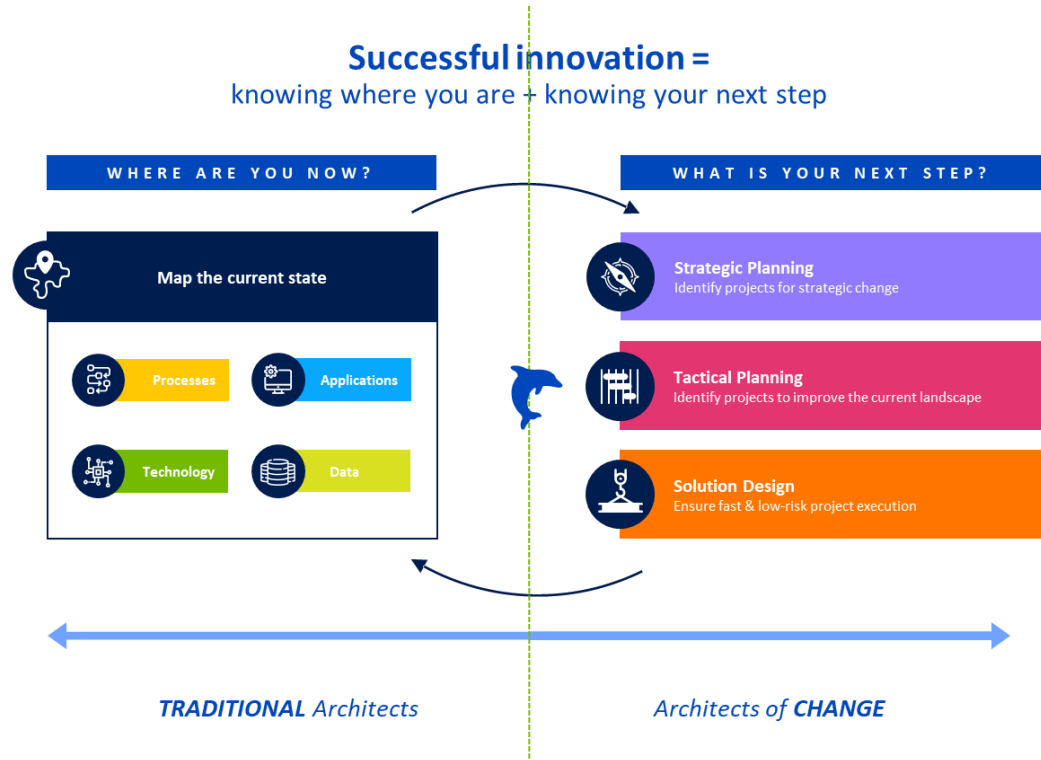 Successful innovation =
knowing where you are + knowing your next step
WHERE ARE YOU NOW?
Map the current state
Processes
Applications
Technology
Data
WHAT IS YOUR NEXT STEP?
Strategic Planning
Identify projects for strategic change
Tactical Planning
Identify projects to improve the current landscape
Solution Design
Ensure fast & low-risk project execution
TRADITIONAL Architects
Architects of CHANGE